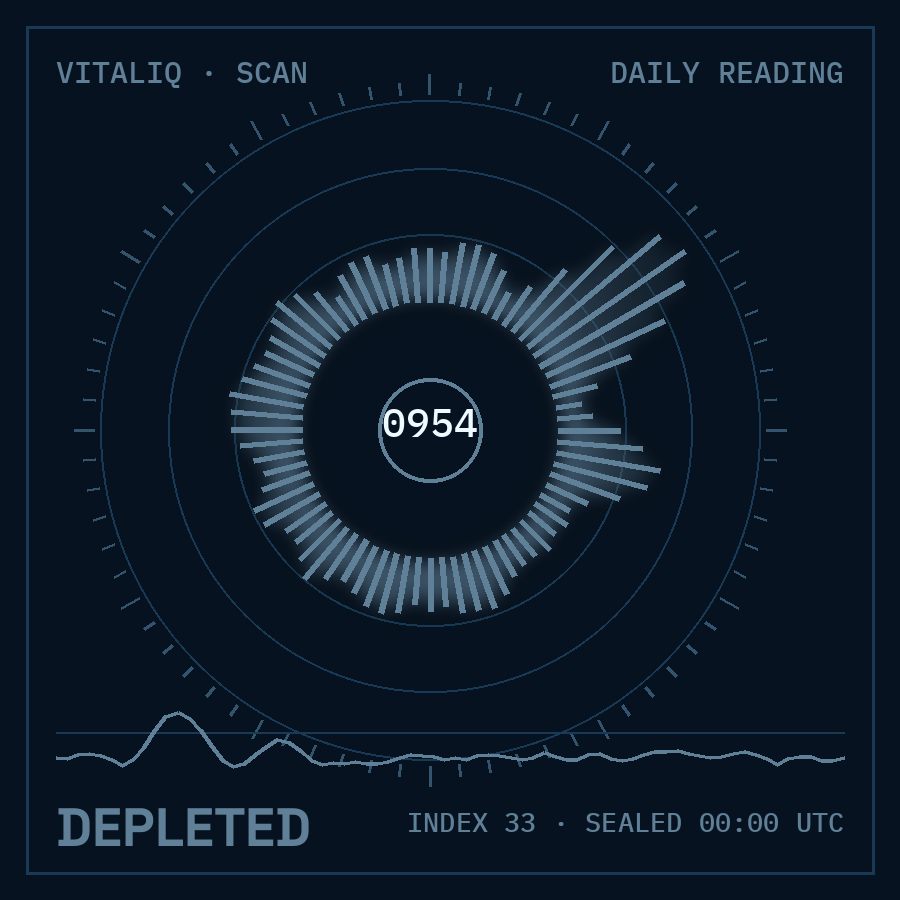 VITALIQ · SCAN
DAILY READING
0954
DEPLETED
INDEX 33 · SEALED 00:00 UTC